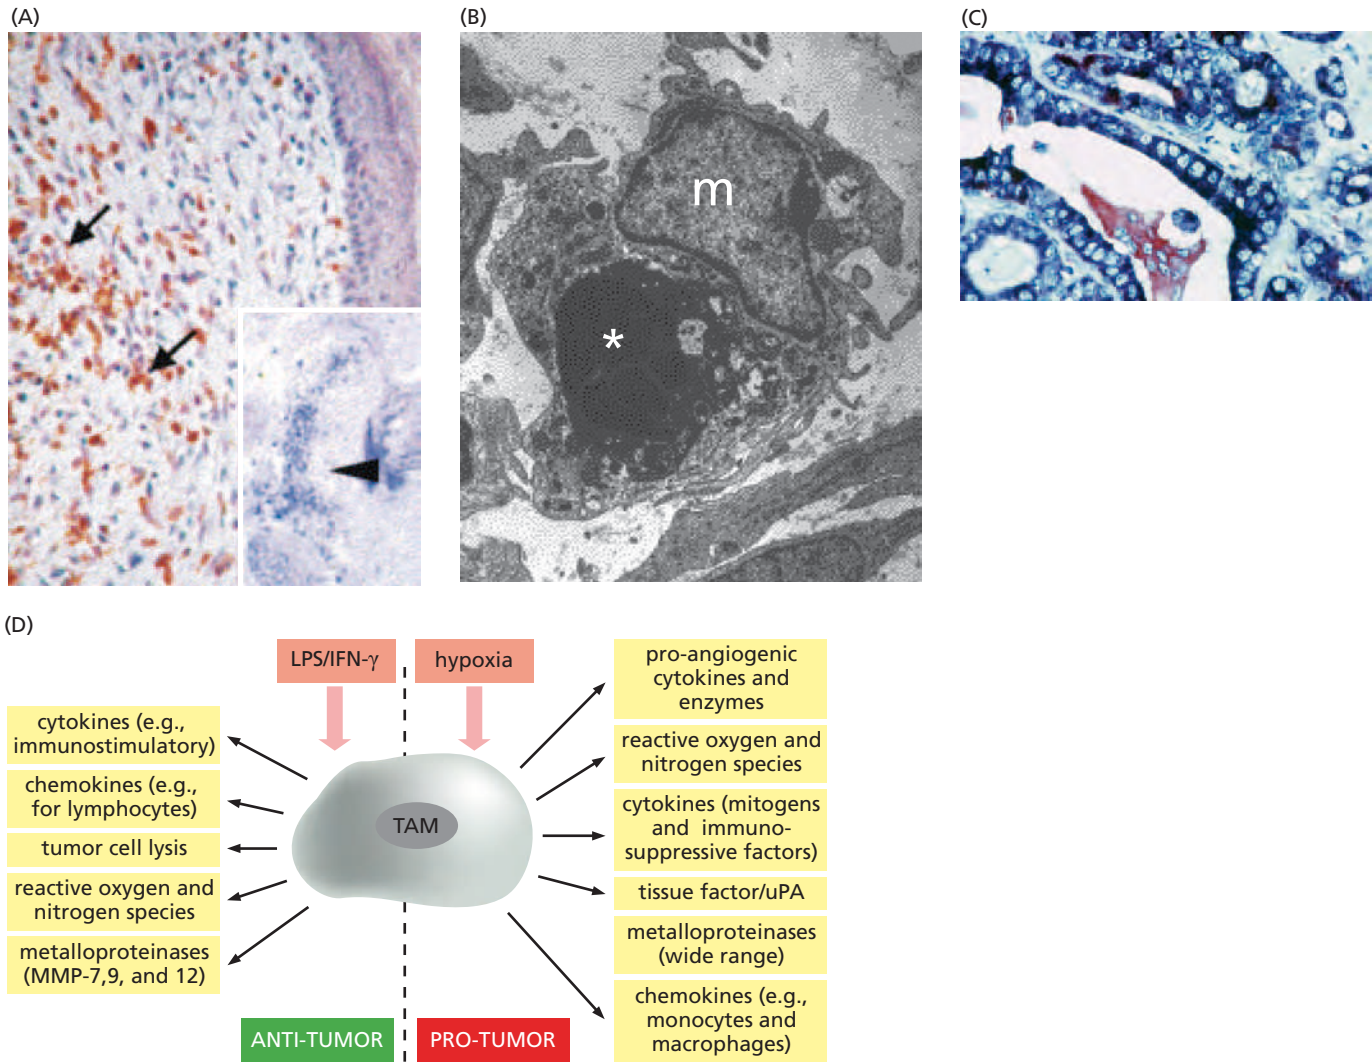 (A)
(B)
(C)
m
*
(D)
LPS/IFN-γ
hypoxia
cytokines (e.g.,
immunostimulatory)
chemokines (e.g.,
for lymphocytes)
tumor cell lysis
reactive oxygen and
nitrogen species
metalloproteinases
(MMP-7,9, and 12)
TAM
pro-angiogenic
cytokines and
enzymes
reactive oxygen and
nitrogen species
cytokines (mitogens
and immuno-
suppressive factors)
tissue factor/uPA
metalloproteinases
(wide range)
chemokines (e.g.,
monocytes and
macrophages)
ANTI-TUMOR
PRO-TUMOR